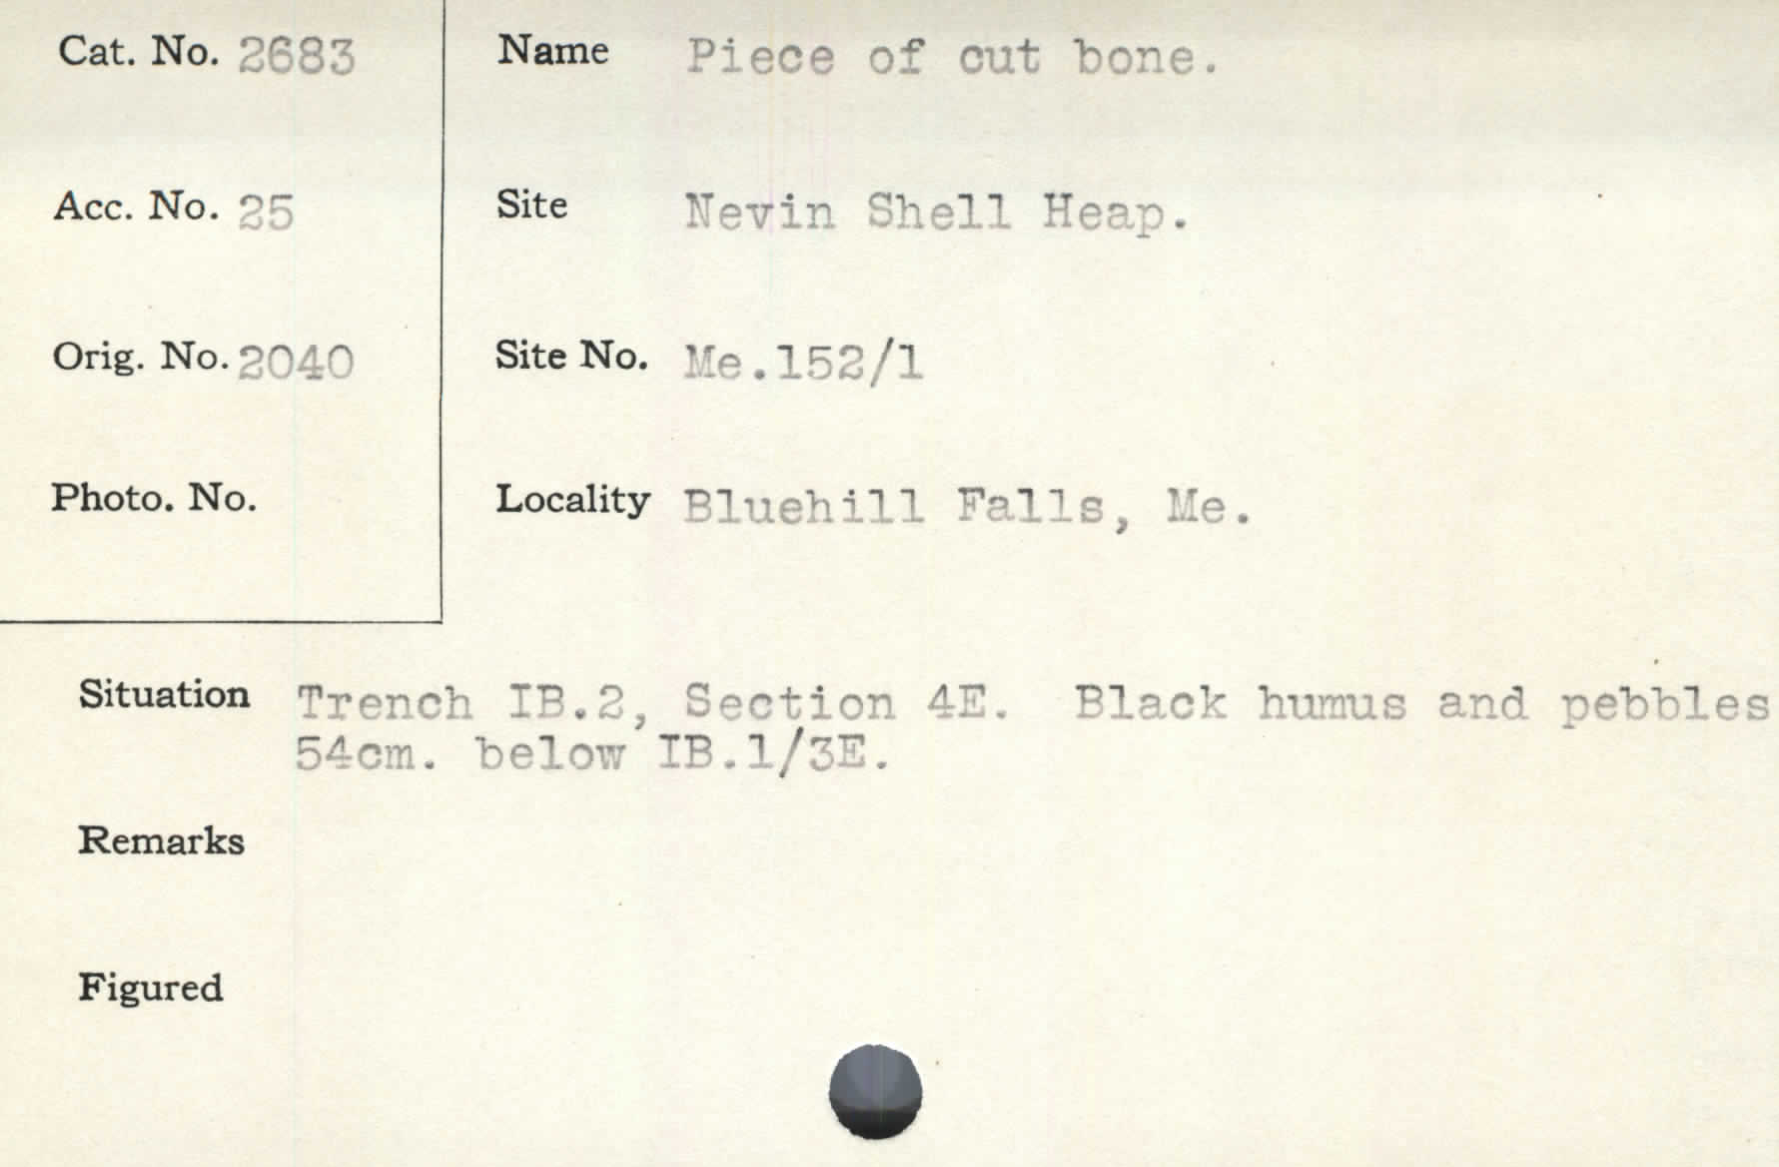 Cat. No. 2683
Name Piece of cut bone.
Acc. No. 25
Site Nevin Shell Heap.
Orig. No. 2040
Site No. Me.152/1
Photo. No.
Locality Bluehill Falls, Me.
Situation Trench IB.2, Section 4E. Black humus and pebbles
54cm. below IB.1/3E.
Remarks
Figured